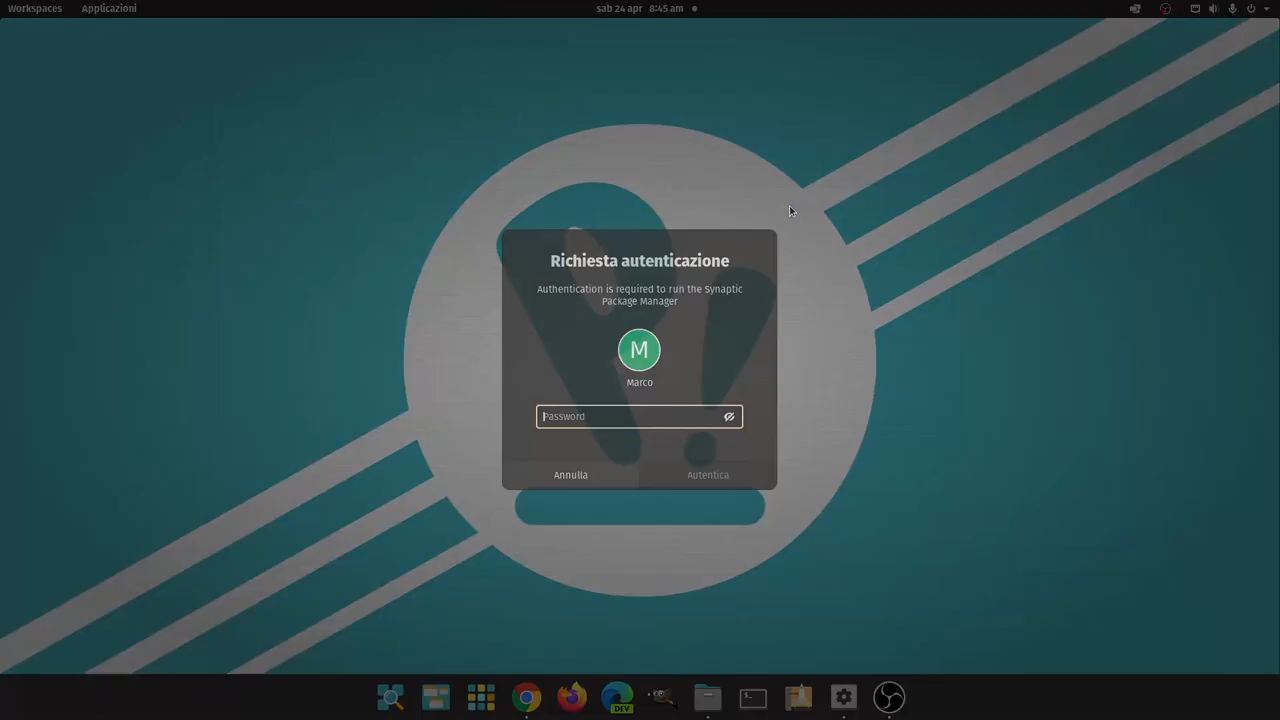 Workspaces Applicazioni sab 24 apr 8:45 am
Richiesta autenticazione
Authentication is required to run the Synaptic
Package Manager
M
Marco
Password
Annulla Autentica
DEV